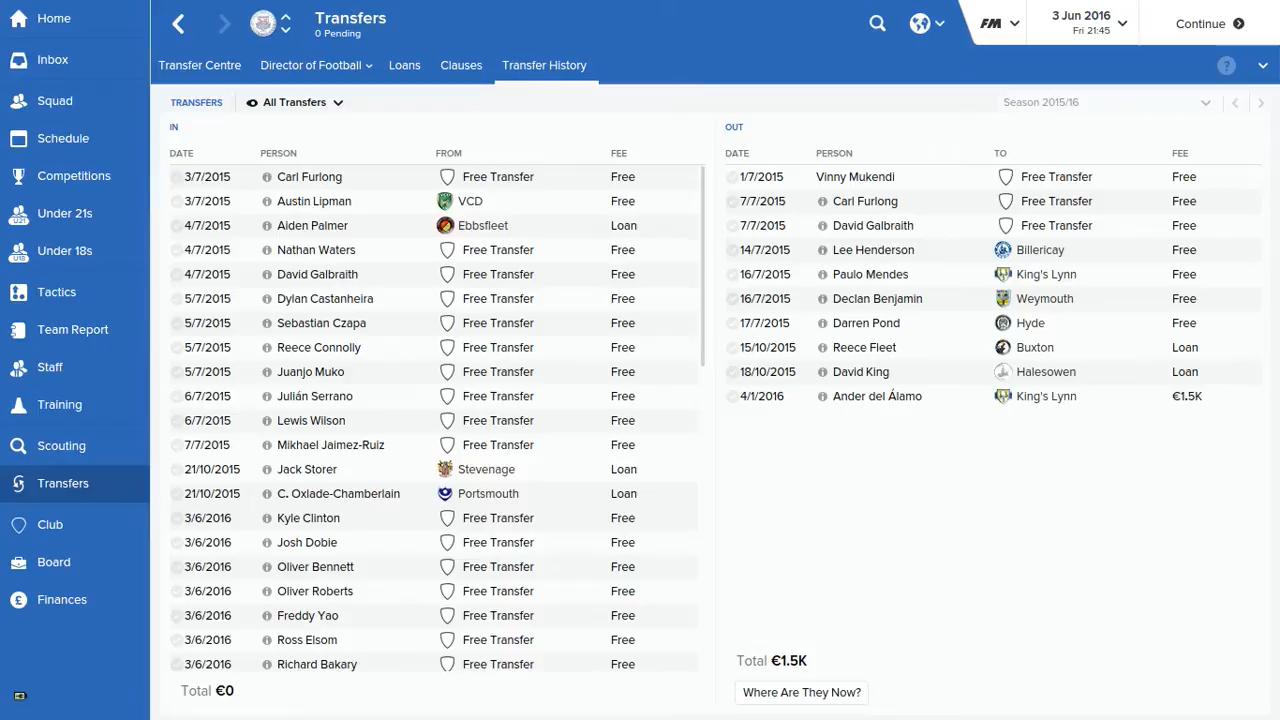 Home
Inbox
Squad
Schedule
Competitions
Under 21s
Under 18s
Tactics
Team Report
Staff
Training
Scouting
Transfers
Club
Board
Finances
Transfers
0 Pending
FM
3 Jun 2016
Fri 21:45
Continue
Transfer Centre Director of Football Loans Clauses Transfer History
TRANSFERS All Transfers Season 2015/16
IN
DATE PERSON FROM FEE
3/7/2015 Carl Furlong Free Transfer Free
3/7/2015 Austin Lipman VCD Free
4/7/2015 Aiden Palmer Ebbsfleet Loan
4/7/2015 Nathan Waters Free Transfer Free
4/7/2015 David Galbraith Free Transfer Free
5/7/2015 Dylan Castanheira Free Transfer Free
5/7/2015 Sebastian Czapa Free Transfer Free
5/7/2015 Reece Connolly Free Transfer Free
5/7/2015 Juanjo Muko Free Transfer Free
6/7/2015 Julián Serrano Free Transfer Free
6/7/2015 Lewis Wilson Free Transfer Free
7/7/2015 Mikhael Jaimez-Ruiz Free Transfer Free
21/10/2015 Jack Storer Stevenage Loan
21/10/2015 C. Oxlade-Chamberlain Portsmouth Loan
3/6/2016 Kyle Clinton Free Transfer Free
3/6/2016 Josh Dobie Free Transfer Free
3/6/2016 Oliver Bennett Free Transfer Free
3/6/2016 Oliver Roberts Free Transfer Free
3/6/2016 Freddy Yao Free Transfer Free
3/6/2016 Ross Elsom Free Transfer Free
3/6/2016 Richard Bakary Free Transfer Free
Total €0
OUT
DATE PERSON TO FEE
1/7/2015 Vinny Mukendi Free Transfer Free
7/7/2015 Carl Furlong Free Transfer Free
7/7/2015 David Galbraith Free Transfer Free
14/7/2015 Lee Henderson Billericay Free
16/7/2015 Paulo Mendes King's Lynn Free
16/7/2015 Declan Benjamin Weymouth Free
17/7/2015 Darren Pond Hyde Free
15/10/2015 Reece Fleet Buxton Loan
18/10/2015 David King Halesowen Loan
4/1/2016 Ander del Álamo King's Lynn €1.5K
Total €1.5K
Where Are They Now?